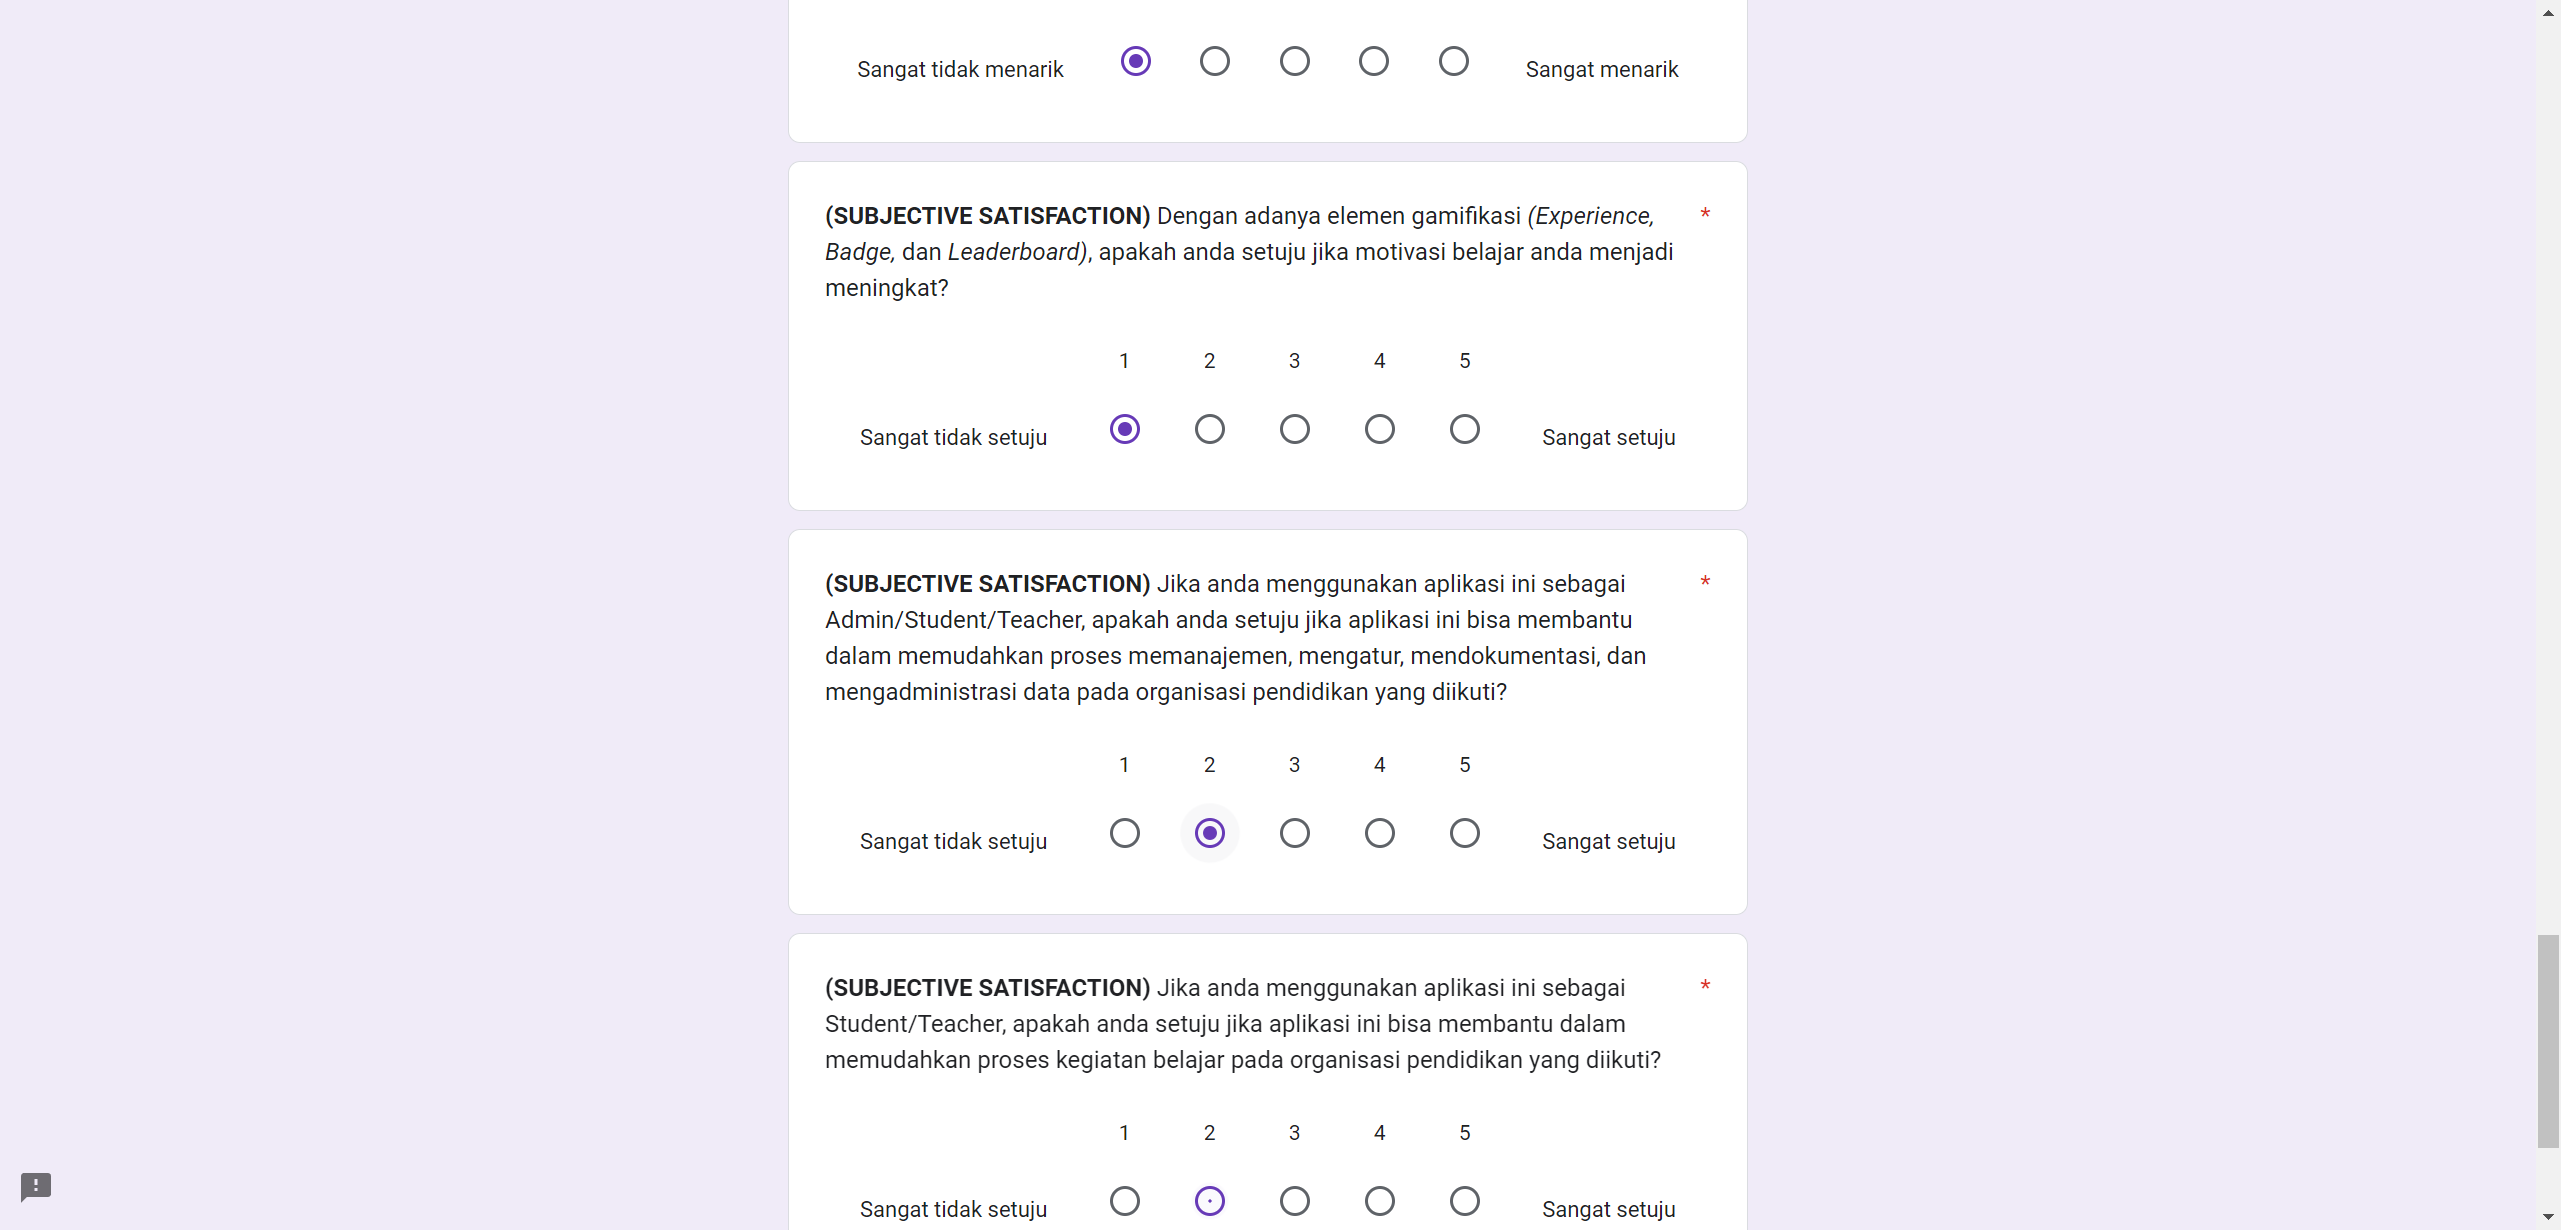 Sangat tidak menarik Sangat menarik
(SUBJECTIVE SATISFACTION) Dengan adanya elemen gamifikasi (Experience, *
Badge, dan Leaderboard), apakah anda setuju jika motivasi belajar anda menjadi
meningkat?
1 2 3 4 5
Sangat tidak setuju Sangat setuju
(SUBJECTIVE SATISFACTION) Jika anda menggunakan aplikasi ini sebagai *
Admin/Student/Teacher, apakah anda setuju jika aplikasi ini bisa membantu
dalam memudahkan proses memanajemen, mengatur, mendokumentasi, dan
mengadministrasi data pada organisasi pendidikan yang diikuti?
1 2 3 4 5
Sangat tidak setuju Sangat setuju
(SUBJECTIVE SATISFACTION) Jika anda menggunakan aplikasi ini sebagai *
Student/Teacher, apakah anda setuju jika aplikasi ini bisa membantu dalam
memudahkan proses kegiatan belajar pada organisasi pendidikan yang diikuti?
1 2 3 4 5
Sangat tidak setuju Sangat setuju